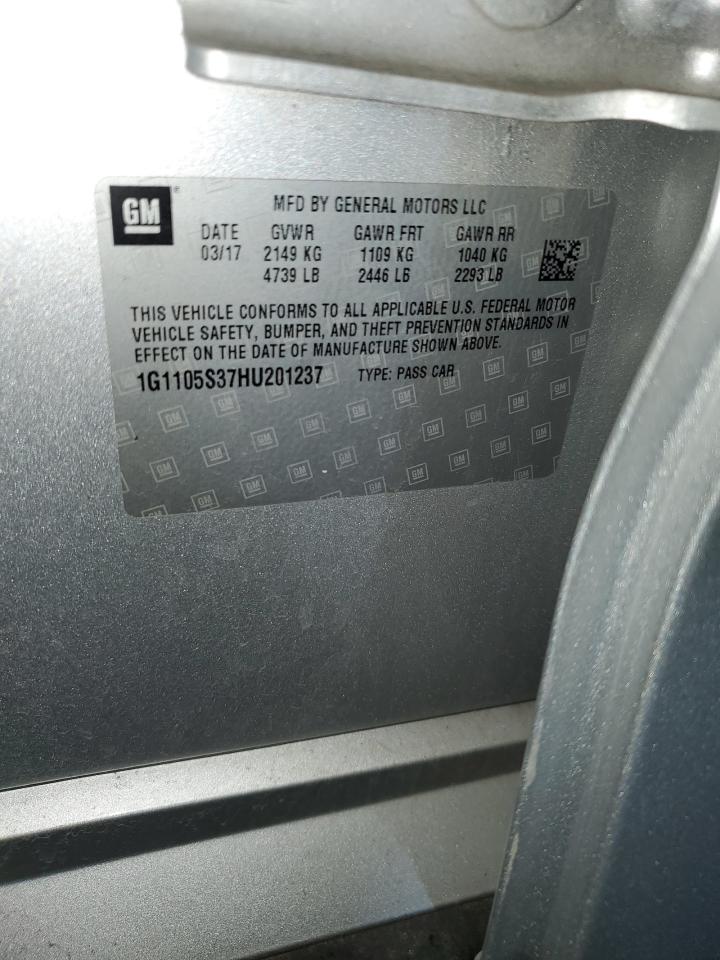 GM ® MFD BY GENERAL MOTORS LLC
DATE GVWR GAWR FRT GAWR RR
03/17 2149 KG 1109 KG 1040 KG
4739 LB 2446 LB 2293 LB
THIS VEHICLE CONFORMS TO ALL APPLICABLE U.S. FEDERAL MOTOR
VEHICLE SAFETY, BUMPER, AND THEFT PREVENTION STANDARDS IN
EFFECT ON THE DATE OF MANUFACTURE SHOWN ABOVE.
1G1105S37HU201237 TYPE: PASS CAR